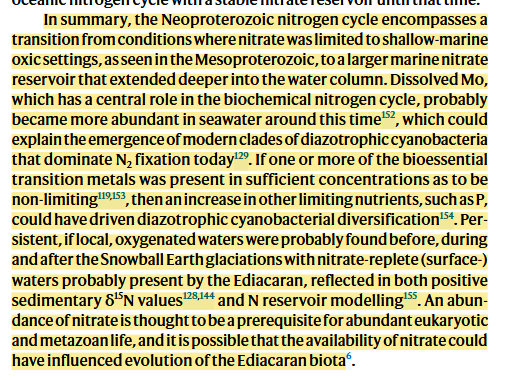 oceanic nitrogen cycle with a stable nitrate reservoir until that time.
In summary, the Neoproterozoic nitrogen cycle encompasses a
transition from conditions where nitrate was limited to shallow-marine
oxic settings, as seen in the Mesoproterozoic, to a larger marine nitrate
reservoir that extended deeper into the water column. Dissolved Mo,
which has a central role in the biochemical nitrogen cycle, probably
became more abundant in seawater around this time152, which could
explain the emergence of modern clades of diazotrophic cyanobacteria
that dominate N2 fixation today129. If one or more of the bioessential
transition metals was present in sufficient concentrations as to be
non-limiting119,153, then an increase in other limiting nutrients, such as P,
could have driven diazotrophic cyanobacterial diversification154. Per-
sistent, if local, oxygenated waters were probably found before, during
and after the Snowball Earth glaciations with nitrate-replete (surface-)
waters probably present by the Ediacaran, reflected in both positive
sedimentary δ15N values128,144 and N reservoir modelling155. An abun-
dance of nitrate is thought to be a prerequisite for abundant eukaryotic
and metazoan life, and it is possible that the availability of nitrate could
have influenced evolution of the Ediacaran biota6.